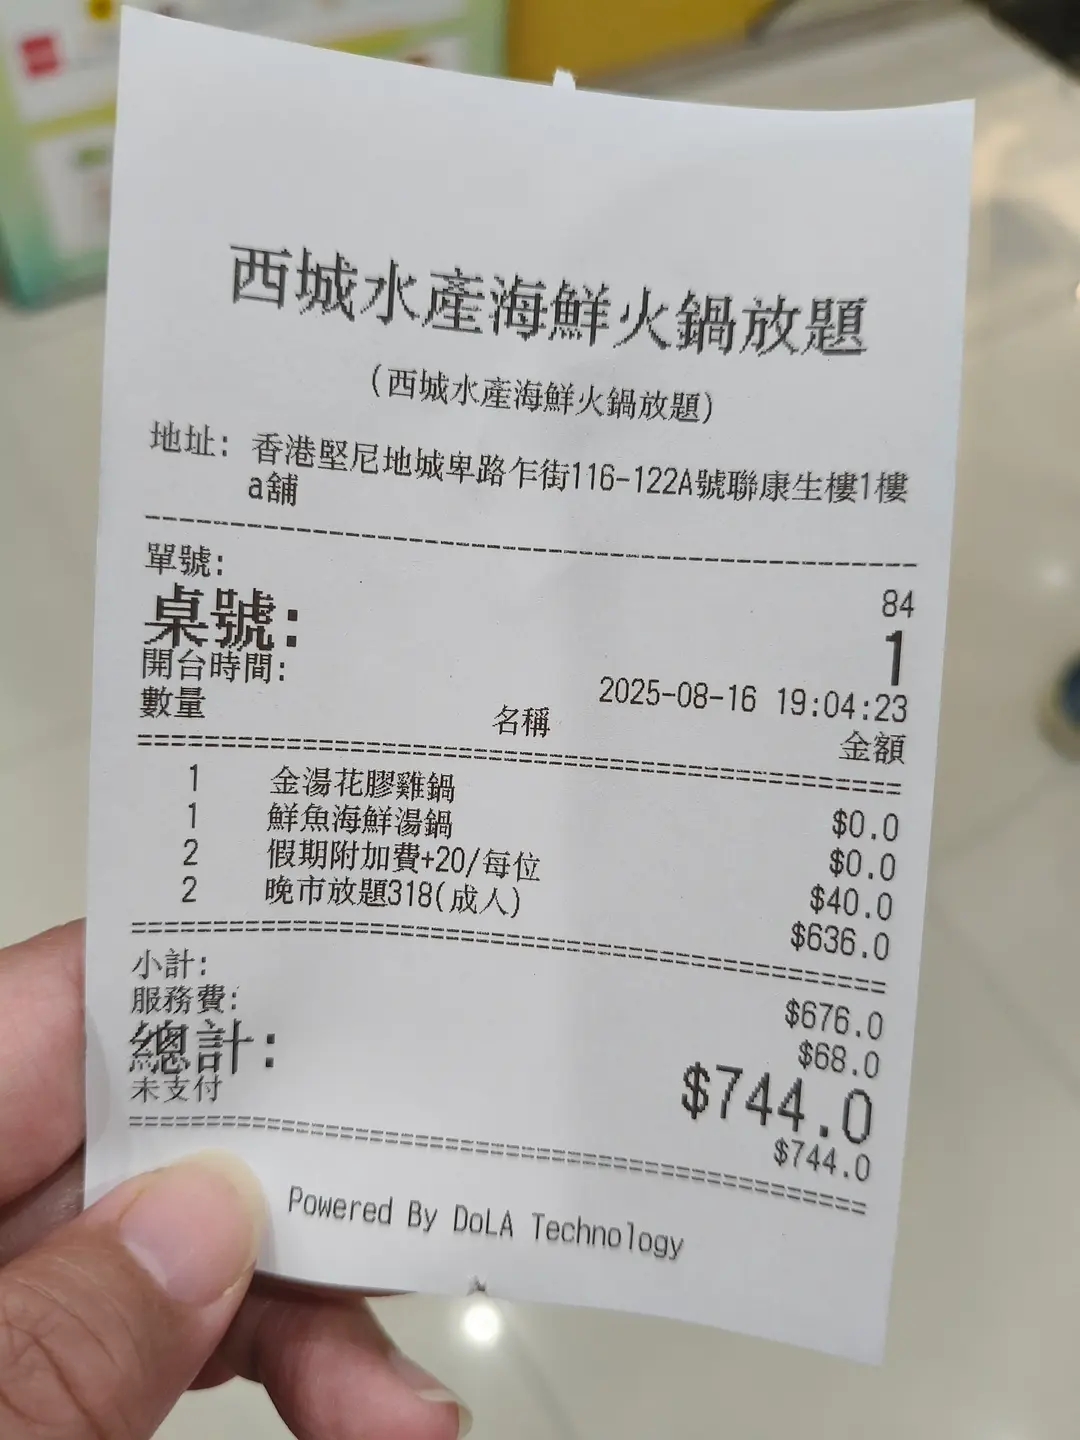 西城水產海鮮火鍋放題
(西城水產海鮮火鍋放題)
地址: 香港堅尼地城卑路乍街116-122A號聯康生樓1樓
a舖
單號: 84
桌號: 1
開台時間: 2025-08-16 19:04:23
數量 名稱 金額
1 金湯花膠雞鍋 $0.0
1 鮮魚海鮮湯鍋 $0.0
2 假期附加費+20/每位 $40.0
2 晚市放題318(成人) $636.0
小計: $676.0
服務費: $68.0
總計: $744.0
未支付 $744.0
Powered By DoLA Technology